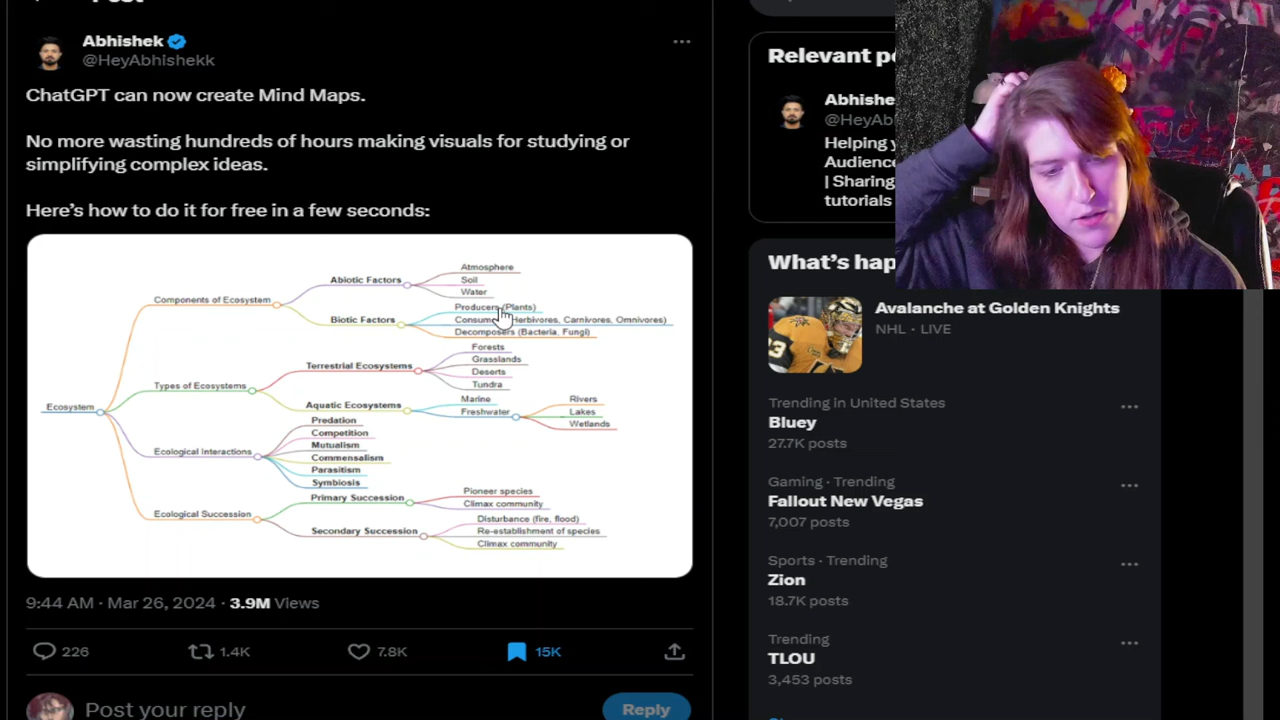 Abhishek
@HeyAbhishekk
ChatGPT can now create Mind Maps.
No more wasting hundreds of hours making visuals for studying or
simplifying complex ideas.
Here's how to do it for free in a few seconds:
Ecosystem
Components of Ecosystem
Abiotic Factors
Atmosphere
Soil
Water
Biotic Factors
Producers (Plants)
Herbivores, Carnivores, Omnivores)
Decomposers (Bacteria, Fungi)
Types of Ecosystems
Terrestrial Ecosystems
Forests
Grasslands
Deserts
Tundra
Aquatic Ecosystems
Marine
Freshwater
Rivers
Lakes
Wetlands
Ecological Interactions
Predation
Competition
Mutualism
Commensalism
Parasitism
Symbiosis
Ecological Succession
Primary Succession
Pioneer species
Climax community
Secondary Succession
Disturbance (fire, flood)
Re-establishment of species
Climax community
9:44 AM · Mar 26, 2024 · 3.9M Views
226 1.4K 7.8K 15K
Post your reply
Reply
Relevant
Abhishe
@HeyAb
Helping
Audience
| Sharing
tutorials
What's hap
Avalanche at Golden Knights
NHL · LIVE
Trending in United States
Bluey
27.7K posts
Gaming · Trending
Fallout New Vegas
7,007 posts
Sports · Trending
Zion
18.7K posts
Trending
TLOU
3,453 posts